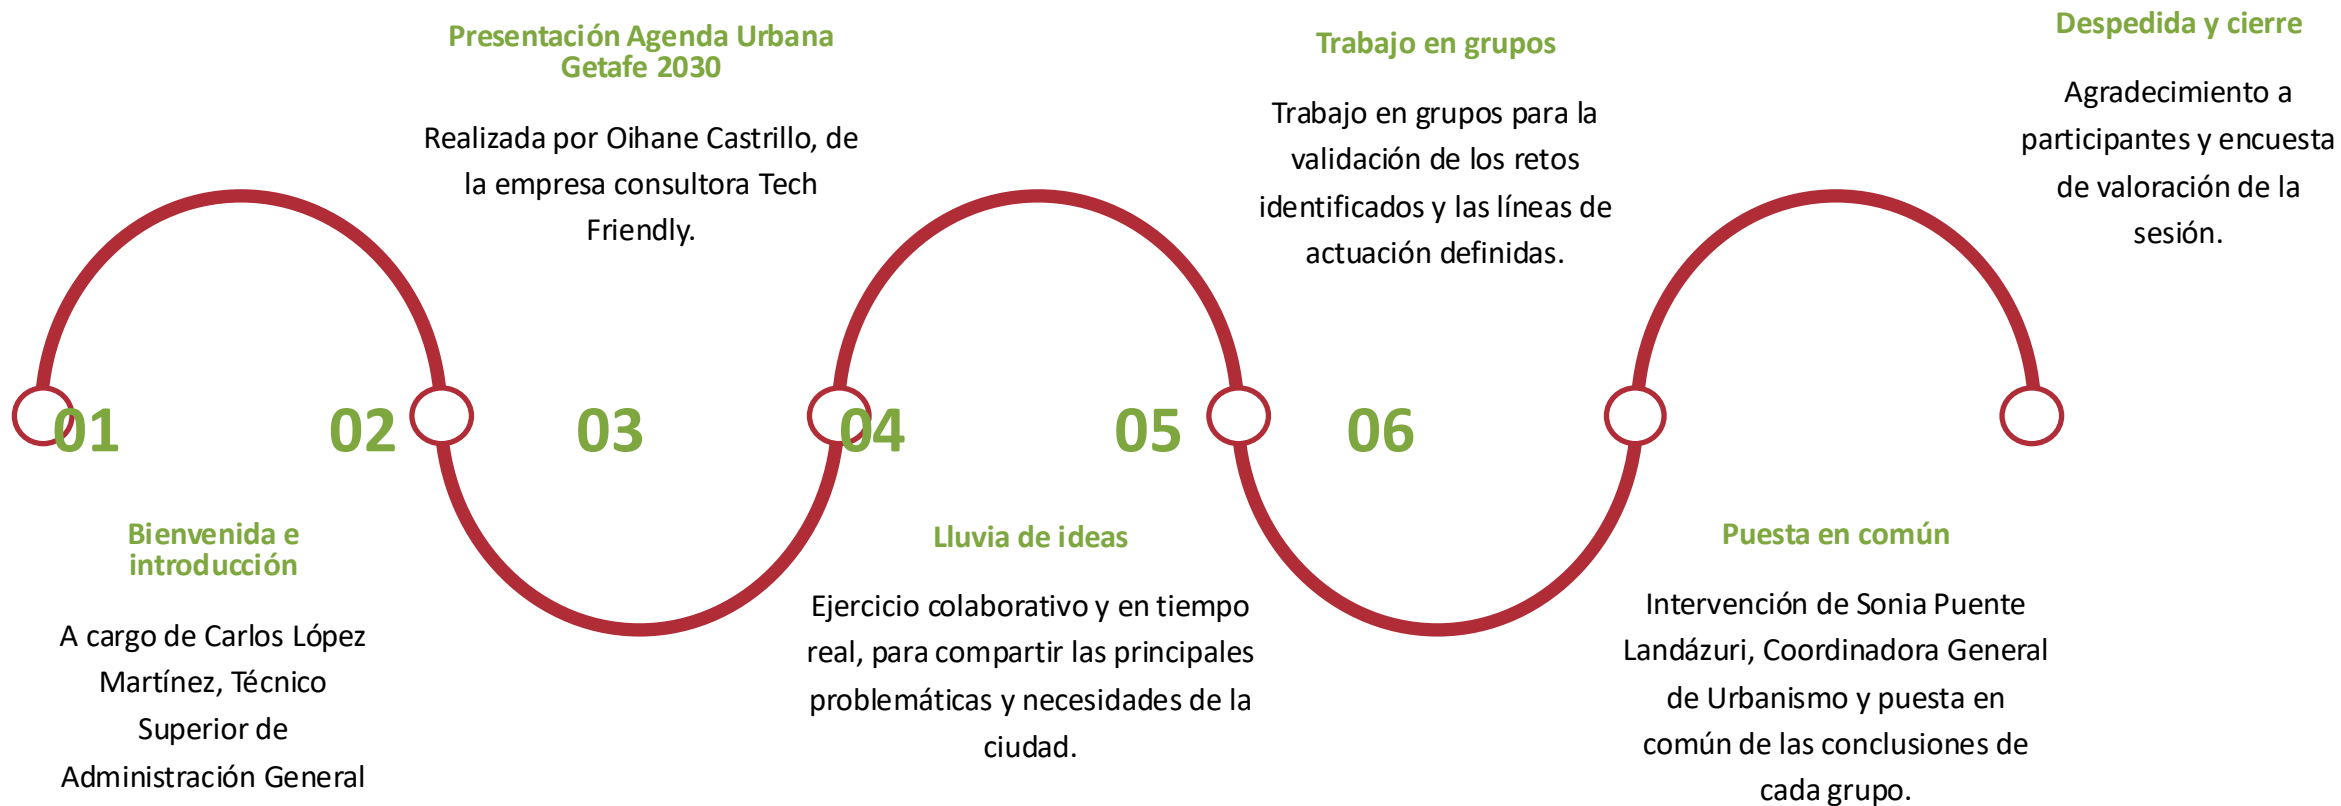 Presentación Agenda Urbana
Getafe 2030
Realizada por Oihane Castrillo, de
la empresa consultora Tech
Friendly.
Trabajo en grupos
Trabajo en grupos para la
validación de los retos
identificados y las líneas de
actuación definidas.
Despedida y cierre
Agradecimiento a
participantes y encuesta
de valoración de la
sesión.
01
02
03
04
05
06
Bienvenida e
introducción
A cargo de Carlos López
Martínez, Técnico
Superior de
Administración General
Lluvia de ideas
Ejercicio colaborativo y en tiempo
real, para compartir las principales
problemáticas y necesidades de la
ciudad.
Puesta en común
Intervención de Sonia Puente
Landázuri, Coordinadora General
de Urbanismo y puesta en
común de las conclusiones de
cada grupo.